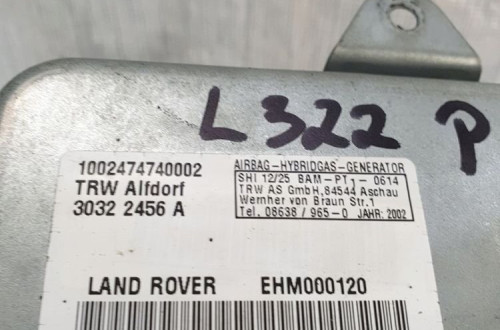 L322 P
1002474740002
TRW Alfdorf
3032 2456 A
AIRBAG-HYBRIDGAS-GENERATOR
SHI 12/25 BAM-PT1- 0614
TRW AS GmbH,84544 Aschau
Wernher von Braun Str.1
Tel. 08638/965-0 JAHR: 2002
LAND ROVER EHM000120